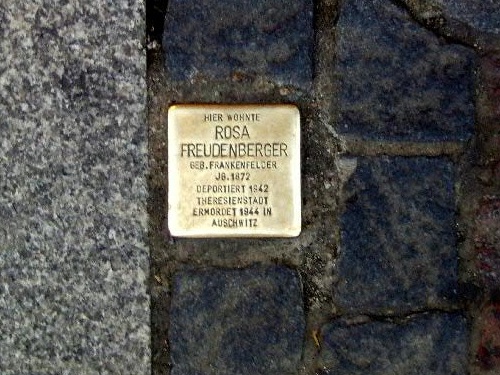 HIER WOHNTE
ROSA
FREUDENBERGER
GEB. FRANKENFELDER
JG. 1872
DEPORTIERT 1942
THERESIENSTADT
ERMORDET 1944 IN
AUSCHWITZ